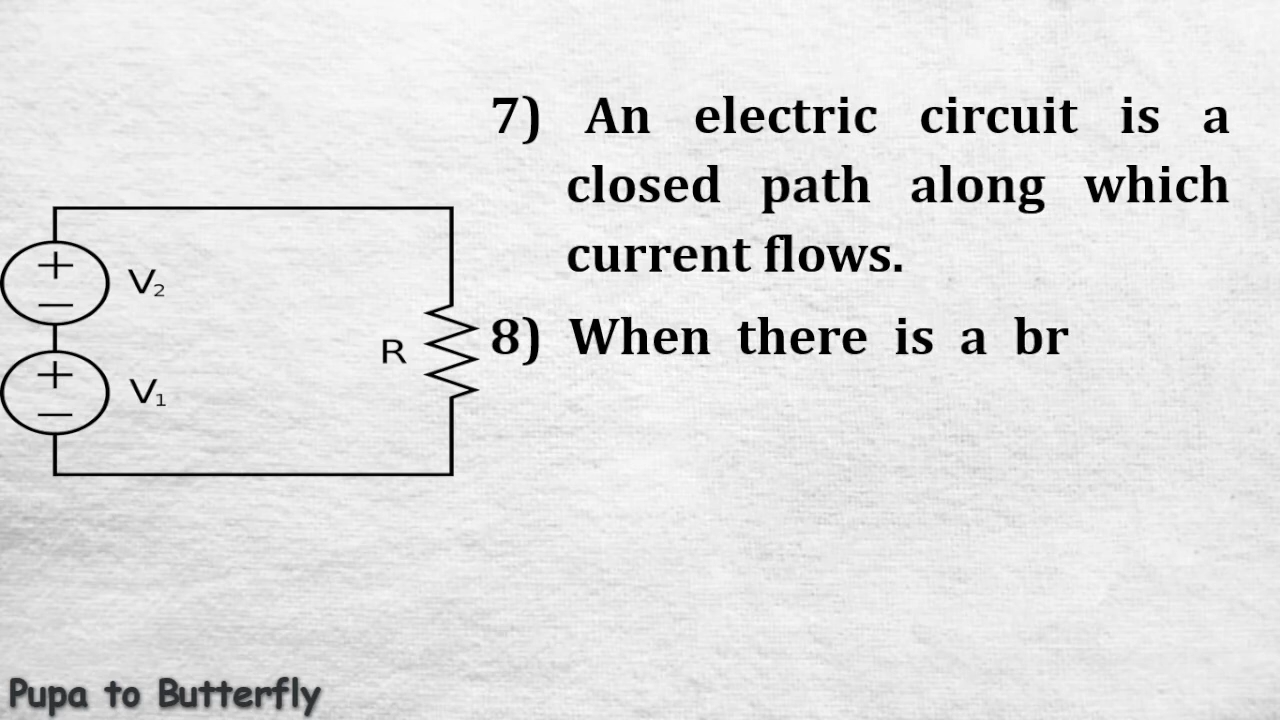 7) An electric circuit is a
closed path along which
current flows.
8) When there is a br
V₂
R
V₁
Pupa to Butterfly